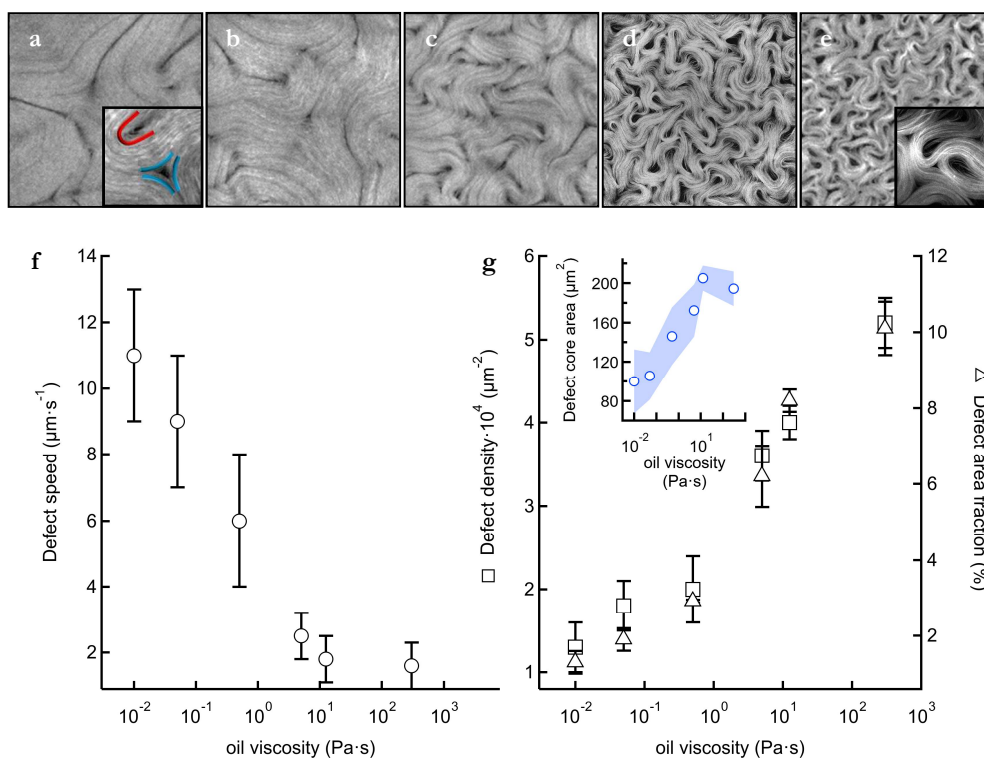 a
b
c
d
e
f
14
12
10
8
6
4
2
Defect speed (µm·s⁻¹)
10⁻² 10⁻¹ 10⁰ 10¹ 10² 10³
oil viscosity (Pa·s)
g
6
5
4
3
2
1
□ Defect density·10⁴ (µm⁻²)
200
160
120
80
Defect core area (µm²)
10⁻² 10¹
oil viscosity
(Pa·s)
12
10
8
6
4
2
△ Defect area
fraction (%)
10⁻² 10⁻¹ 10⁰ 10¹ 10² 10³
oil viscosity (Pa·s)